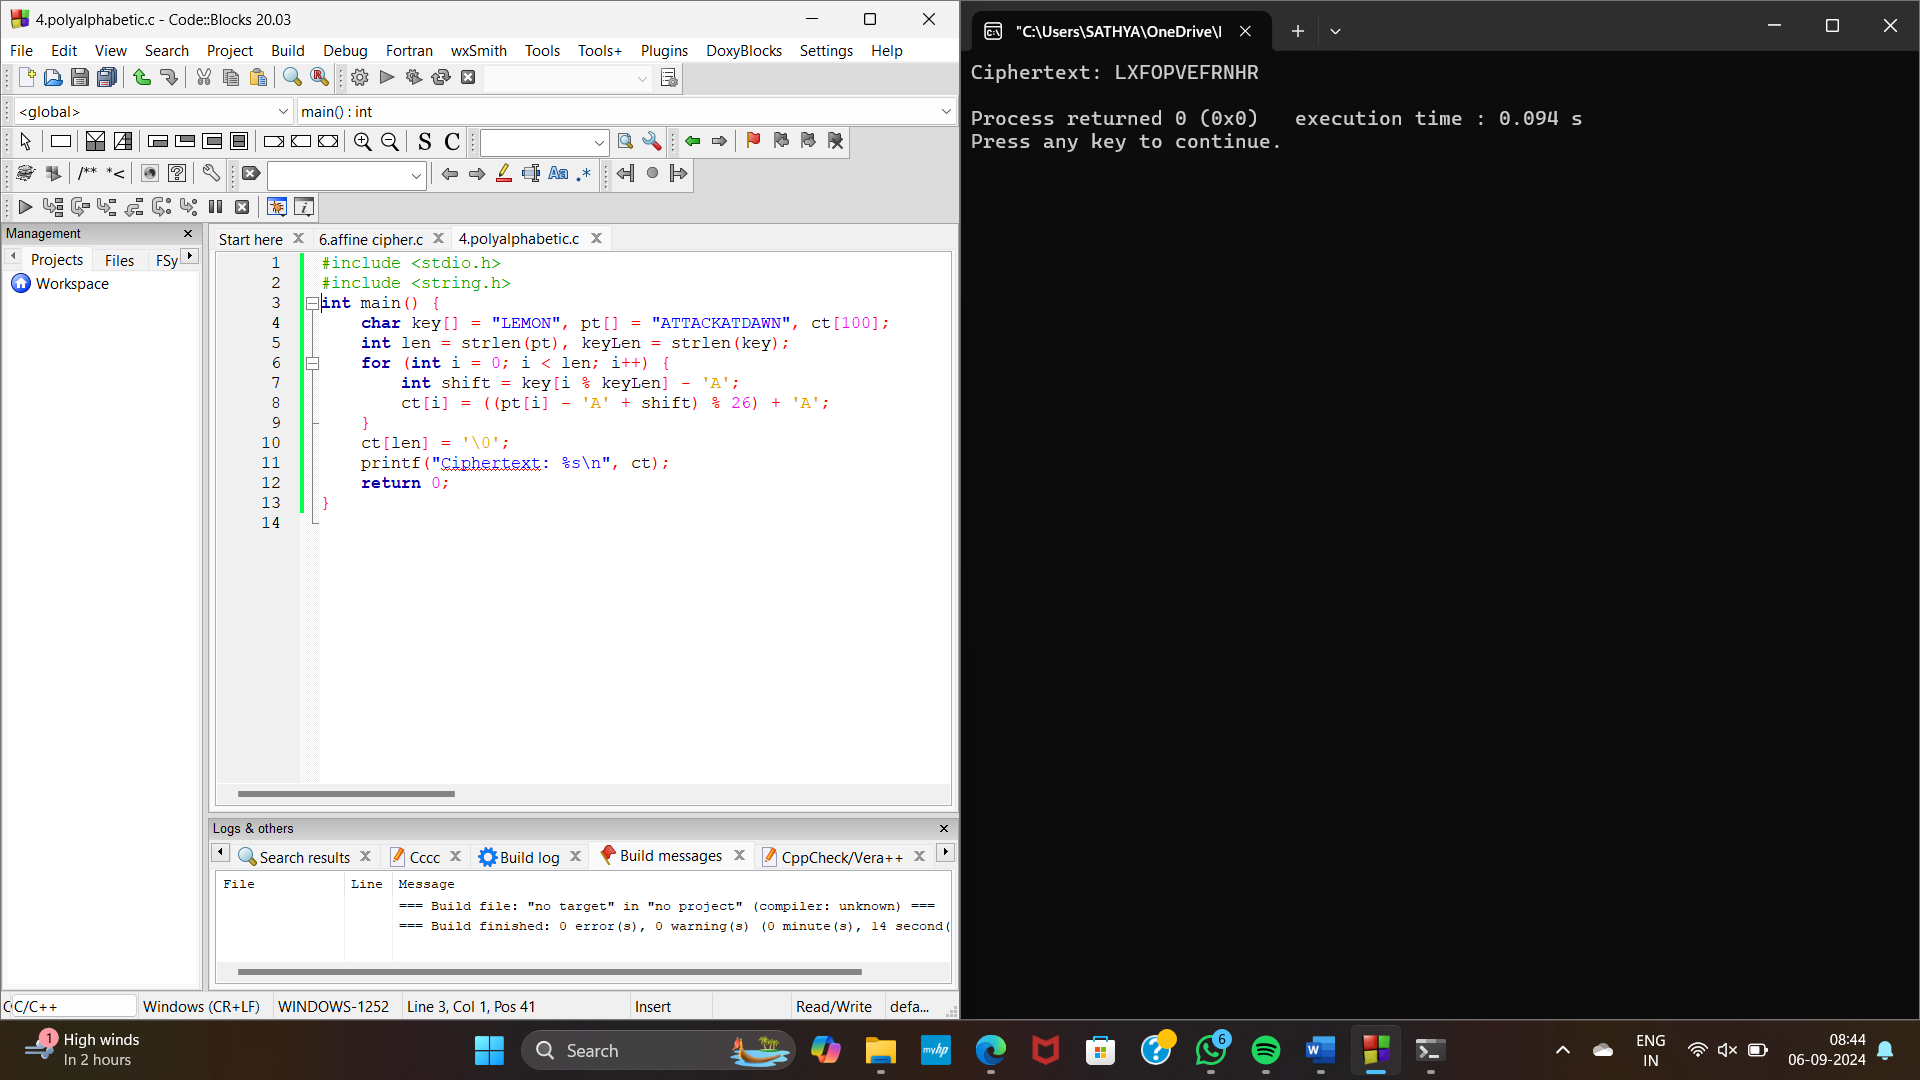 4.polyalphabetic.c - Code::Blocks 20.03
File Edit View Search Project Build Debug Fortran wxSmith Tools Tools+ Plugins DoxyBlocks Settings Help
<global> main() : int
S C
/** *<
Aa .*
Management
Projects Files FSy
Workspace
Start here 6.affine cipher.c 4.polyalphabetic.c
1 #include <stdio.h>
2 #include <string.h>
3 int main() {
4 char key[] = "LEMON", pt[] = "ATTACKATDAWN", ct[100];
5 int len = strlen(pt), keyLen = strlen(key);
6 for (int i = 0; i < len; i++) {
7 int shift = key[i % keyLen] - 'A';
8 ct[i] = ((pt[i] - 'A' + shift) % 26) + 'A';
9 }
10 ct[len] = '\0';
11 printf("Ciphertext: %s\n", ct);
12 return 0;
13 }
14
Logs & others
Search results Cccc Build log Build messages CppCheck/Vera++
File Line Message
=== Build file: "no target" in "no project" (compiler: unknown) ===
=== Build finished: 0 error(s), 0 warning(s) (0 minute(s), 14 second(
C/C++ Windows (CR+LF) WINDOWS-1252 Line 3, Col 1, Pos 41 Insert Read/Write defa...
"C:\Users\SATHYA\OneDrive\
Ciphertext: LXFOPVEFRNHR
Process returned 0 (0x0) execution time : 0.094 s
Press any key to continue.
1
High winds
In 2 hours
Search
myhp
6
W
ENG
IN
08:44
06-09-2024